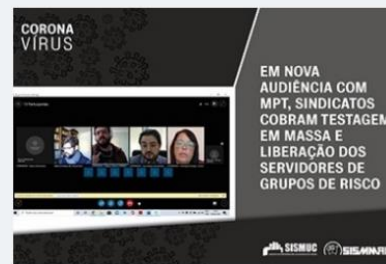 CORONA
VÍRUS
EM NOVA
AUDIÊNCIA COM
MPT, SINDICATOS
COBRAM TESTAGEM
EM MASSA E
LIBERAÇÃO DOS
SERVIDORES DE
GRUPOS DE RISCO
SISMUC
SISMMAC